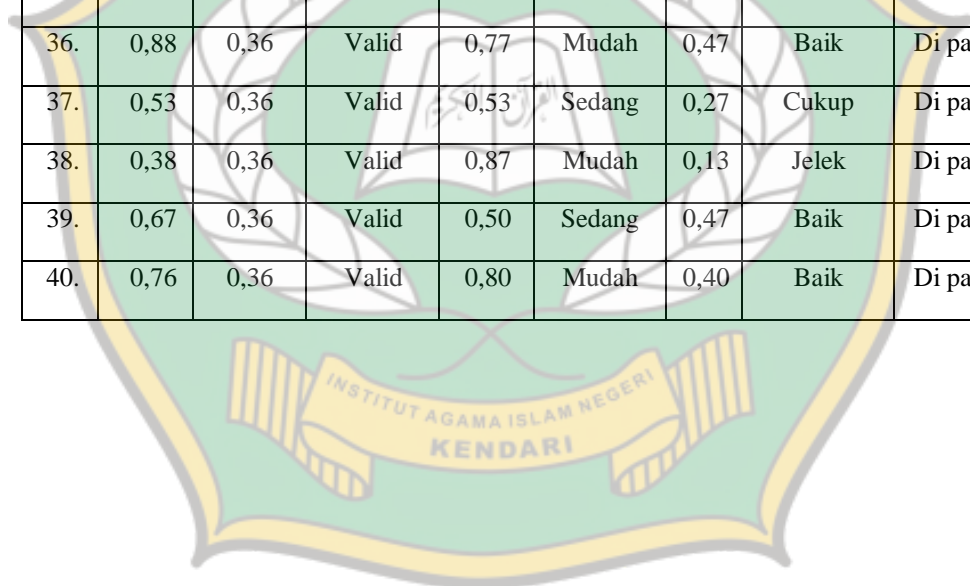 36. 0,88 0,36 Valid 0,77 Mudah 0,47 Baik Di pa
37. 0,53 0,36 Valid 0,53 Sedang 0,27 Cukup Di pa
38. 0,38 0,36 Valid 0,87 Mudah 0,13 Jelek Di pa
39. 0,67 0,36 Valid 0,50 Sedang 0,47 Baik Di pa
40. 0,76 0,36 Valid 0,80 Mudah 0,40 Baik Di pa
INSTITUT AGAMA ISLAM NEGERI
KENDARI